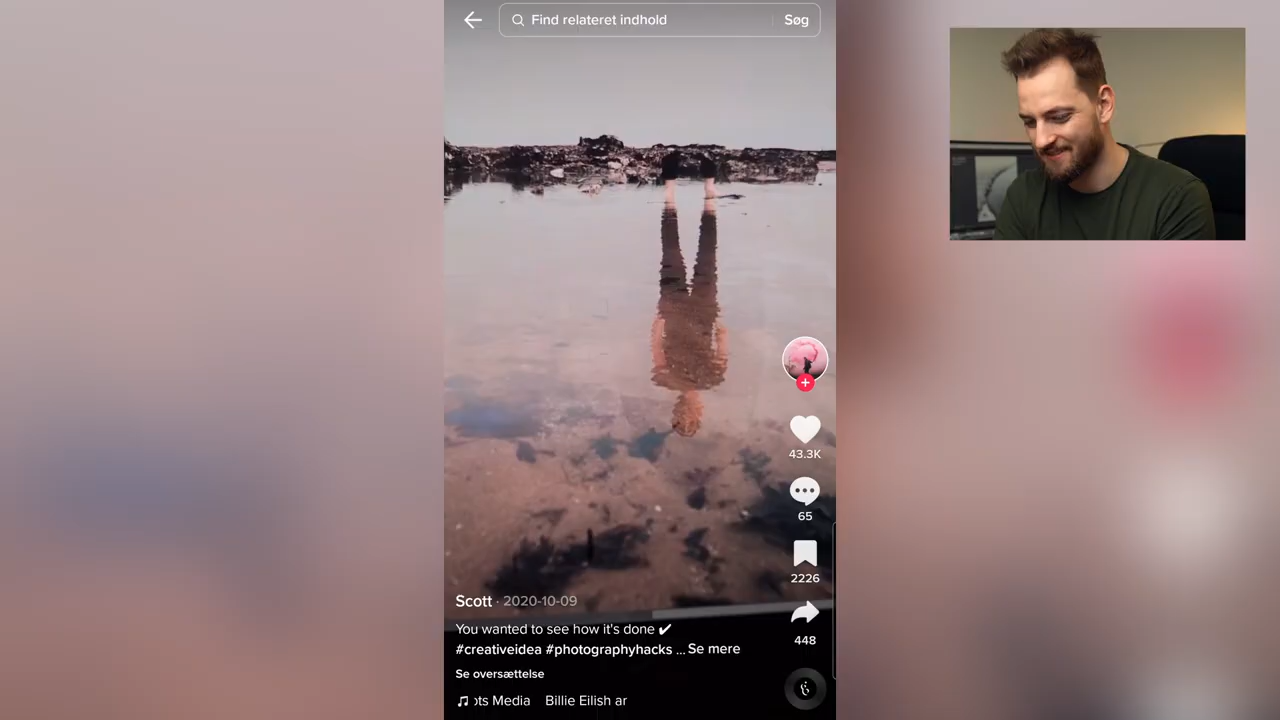 Find relateret indhold
Søg
43.3K
65
2226
448
Scott · 2020-10-09
You wanted to see how it's done ✔
#creativeidea #photographyhacks ... Se mere
Se oversættelse
ots Media Billie Eilish ar